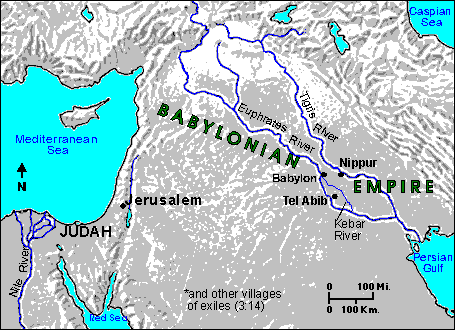 Caspian
Sea
Tigris River
Euphrates River
BABYLONIAN
EMPIRE
Mediterranean
Sea
N
Nippur
Babylon
Tel Abib
Kebar
River
Jerusalem
JUDAH
Nile River
Red Sea
Persian
Gulf
*and other villages
of exiles (3:14)
0 100 Mi.
0 100 Km.